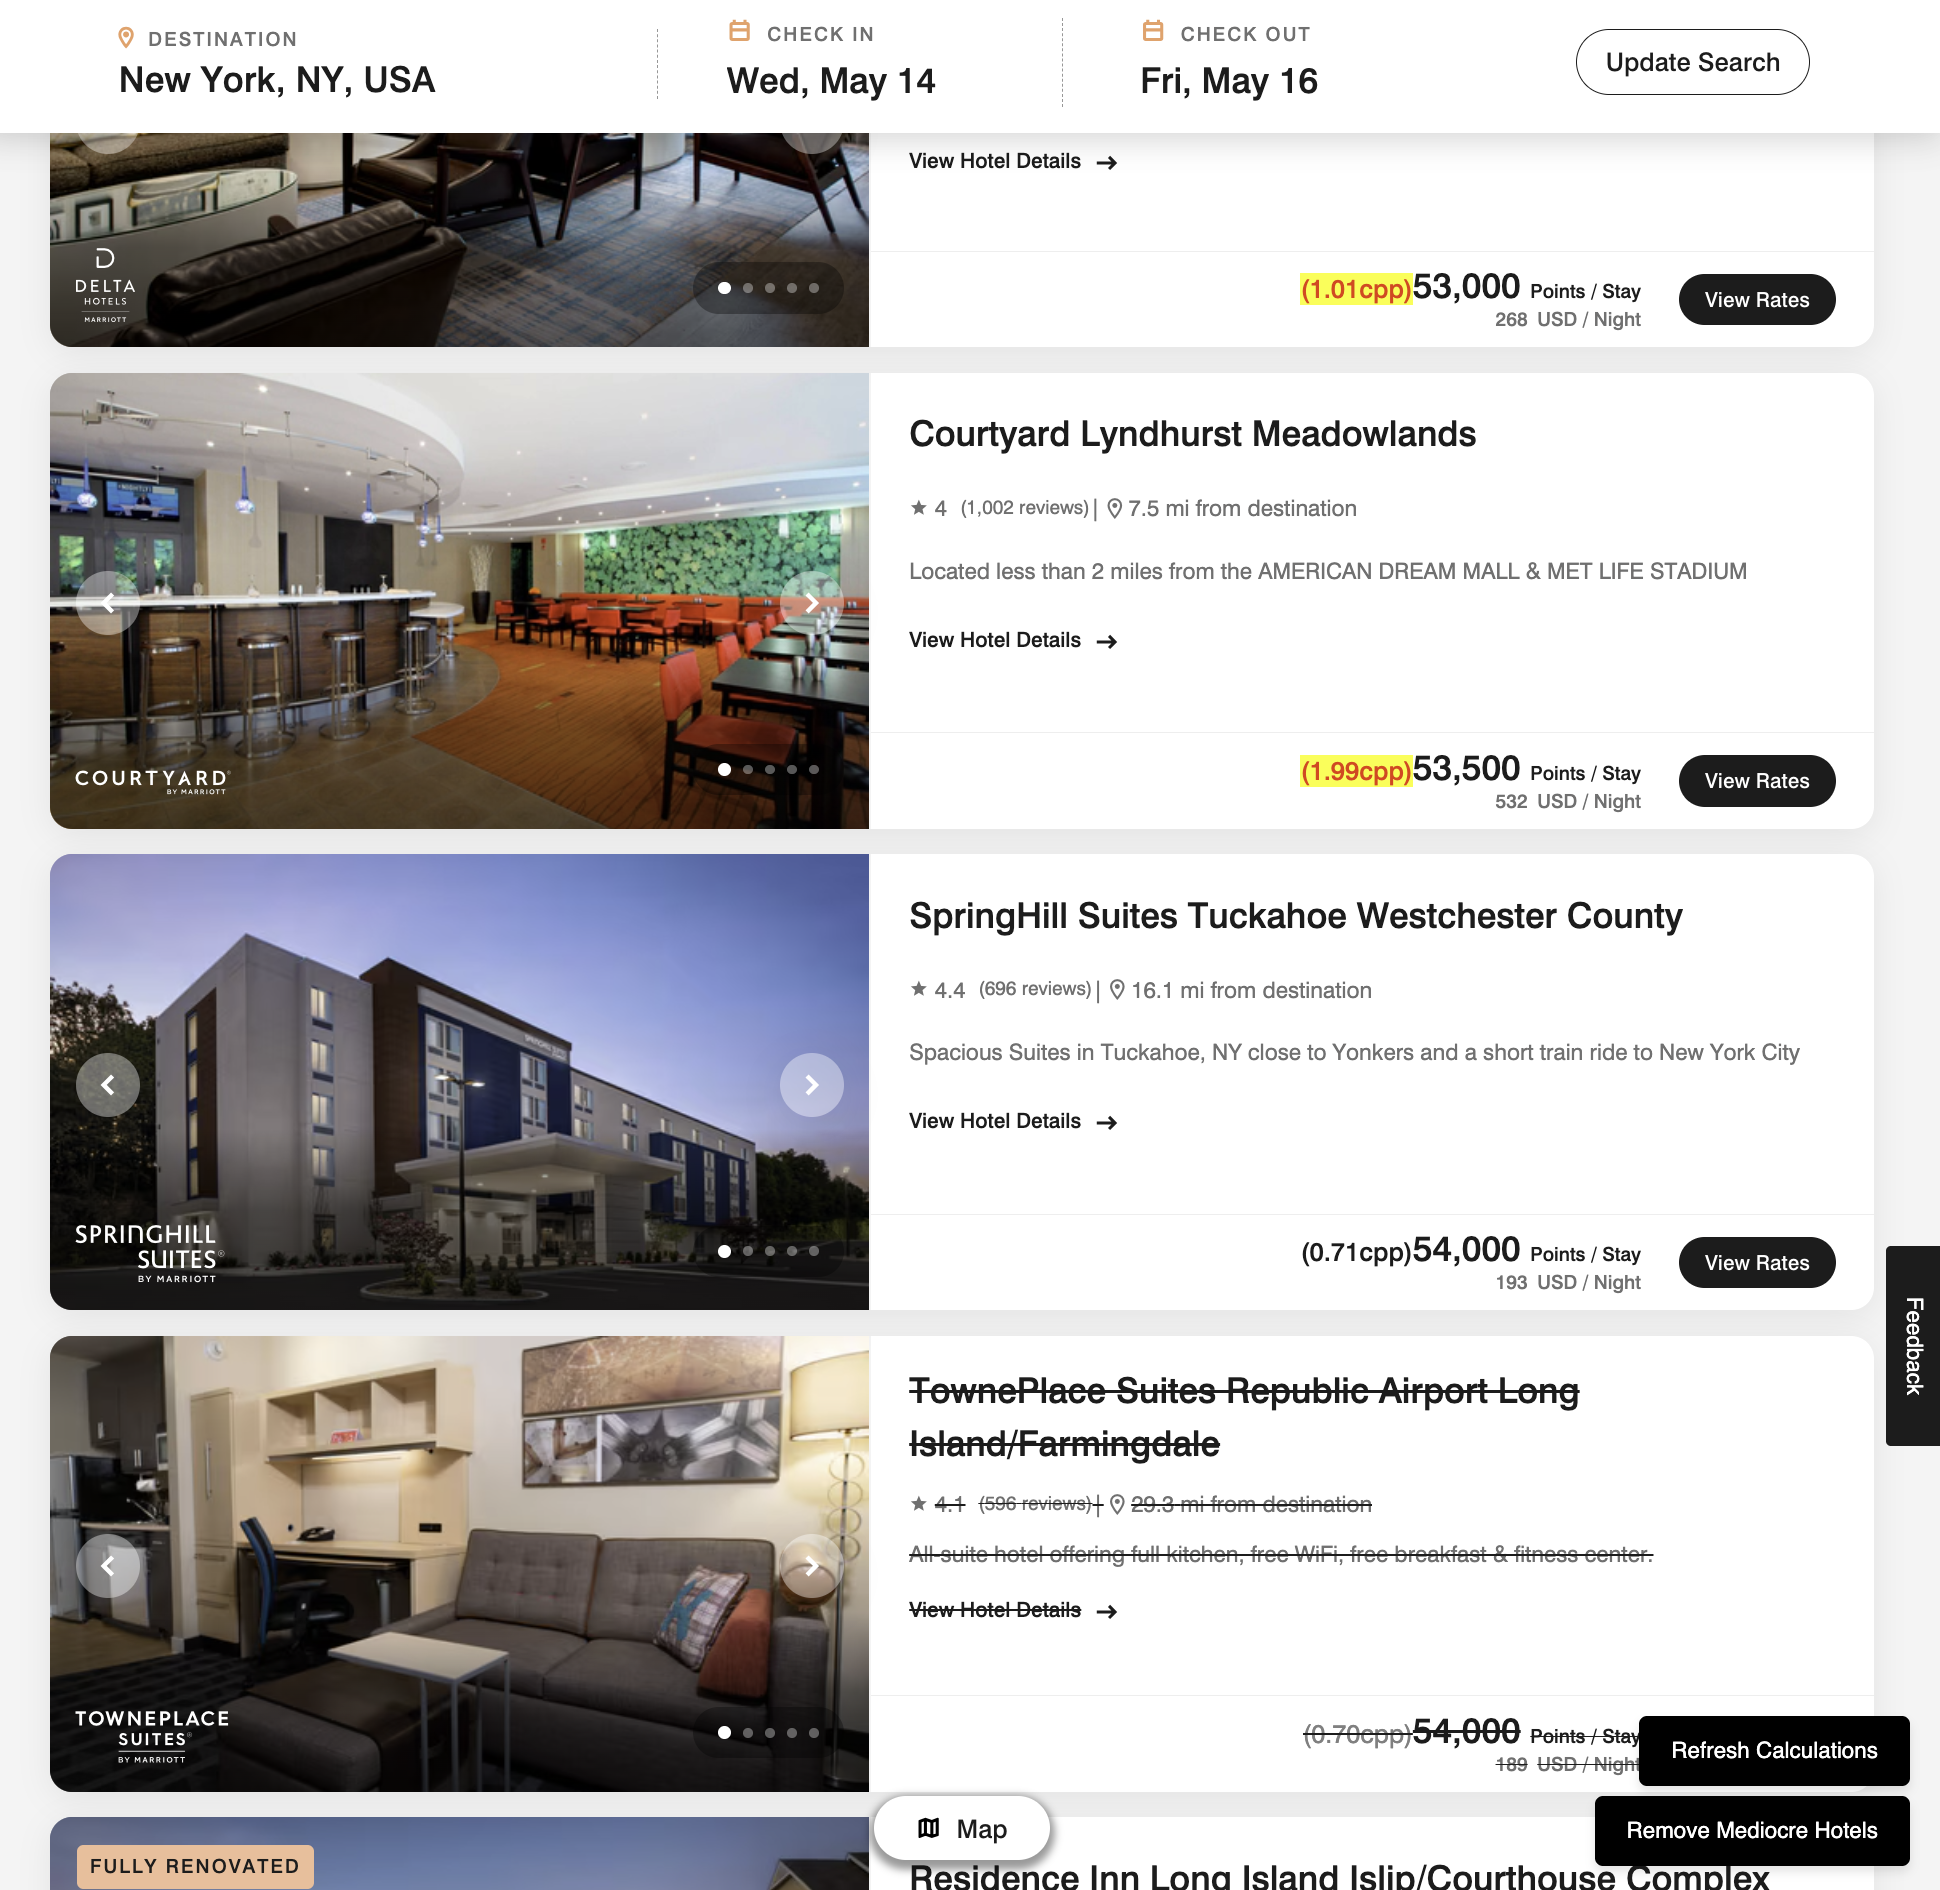 DESTINATION
New York, NY, USA
CHECK IN
Wed, May 14
CHECK OUT
Fri, May 16
Update Search
DELTA
HOTELS
MARRIOTT
View Hotel Details
(1.01cpp)53,000 Points / Stay
268 USD / Night
View Rates
COURTYARD
BY MARRIOTT
Courtyard Lyndhurst Meadowlands
4 (1,002 reviews) | 7.5 mi from destination
Located less than 2 miles from the AMERICAN DREAM MALL & MET LIFE STADIUM
View Hotel Details
(1.99cpp)53,500 Points / Stay
532 USD / Night
View Rates
SPRINGHILL
SUITES®
BY MARRIOTT
SpringHill Suites Tuckahoe Westchester County
4.4 (696 reviews) | 16.1 mi from destination
Spacious Suites in Tuckahoe, NY close to Yonkers and a short train ride to New York City
View Hotel Details
(0.71cpp)54,000 Points / Stay
193 USD / Night
View Rates
Feedback
TOWNEPLACE
SUITES®
BY MARRIOTT
TownePlace Suites Republic Airport Long
Island/Farmingdale
4.1 (596 reviews) | 29.3 mi from destination
All-suite hotel offering full kitchen, free WiFi, free breakfast & fitness center.
View Hotel Details
(0.70cpp)54,000 Points / Stay
189 USD / Night
Refresh Calculations
Map
Remove Mediocre Hotels
FULLY RENOVATED
Residence Inn Long Island Islip/Courthouse Complex